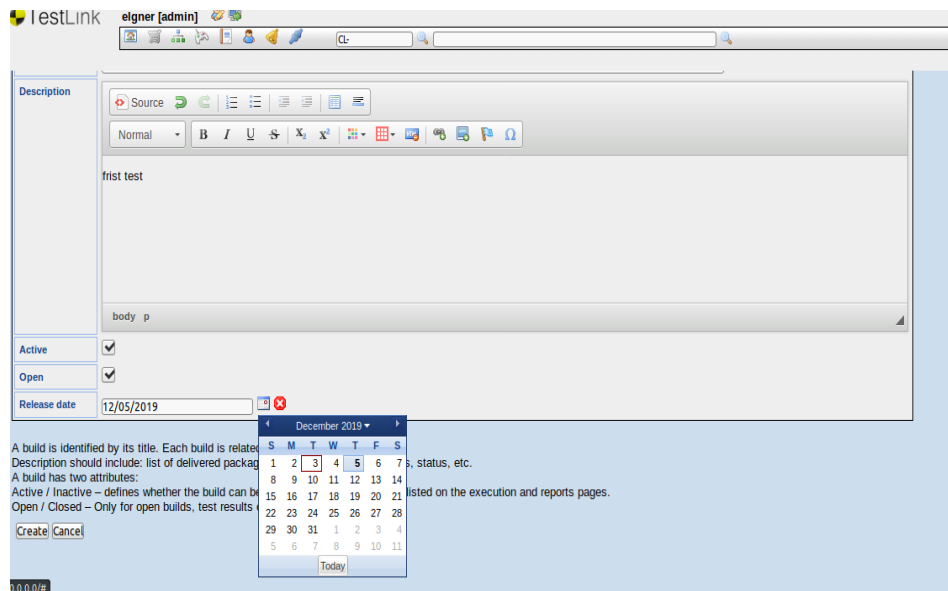 TestLink elgner [admin]
CL-
Description
Source
Normal B I U S X₂ X² Ω
frist test
body p
Active
Open
Release date 12/05/2019
December 2019
S M T W T F S
1 2 3 4 5 6 7
8 9 10 11 12 13 14
15 16 17 18 19 20 21
22 23 24 25 26 27 28
29 30 31 1 2 3 4
5 6 7 8 9 10 11
Today
A build is identified by its title. Each build is related
Description should include: list of delivered packag s, status, etc.
A build has two attributes:
Active / Inactive – defines whether the build can be listed on the execution and reports pages.
Open / Closed – Only for open builds, test results
Create Cancel
0.0.0.0/#